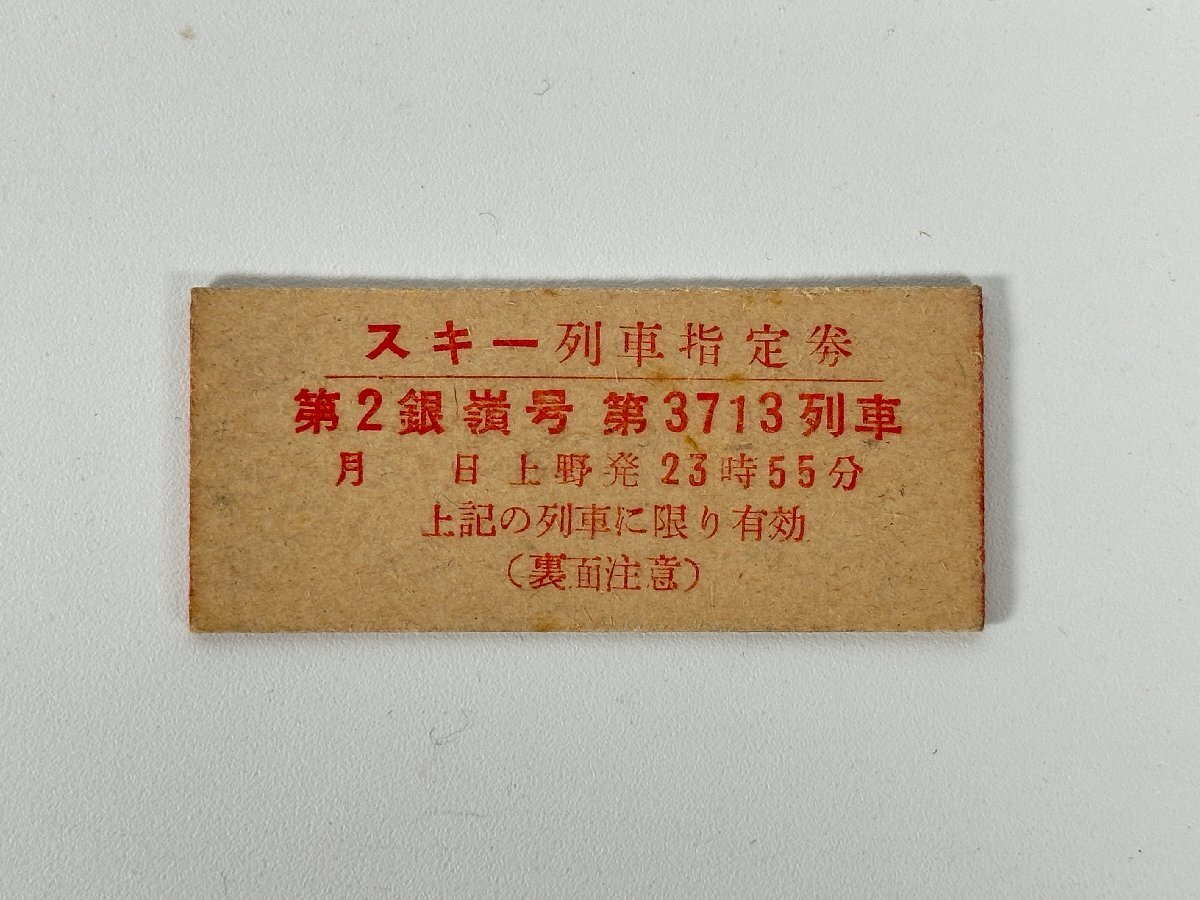 スキー列車指定券
第2銀嶺号 第3713列車
月 日上野発23時55分
上記の列車に限り有効
(裏面注意)